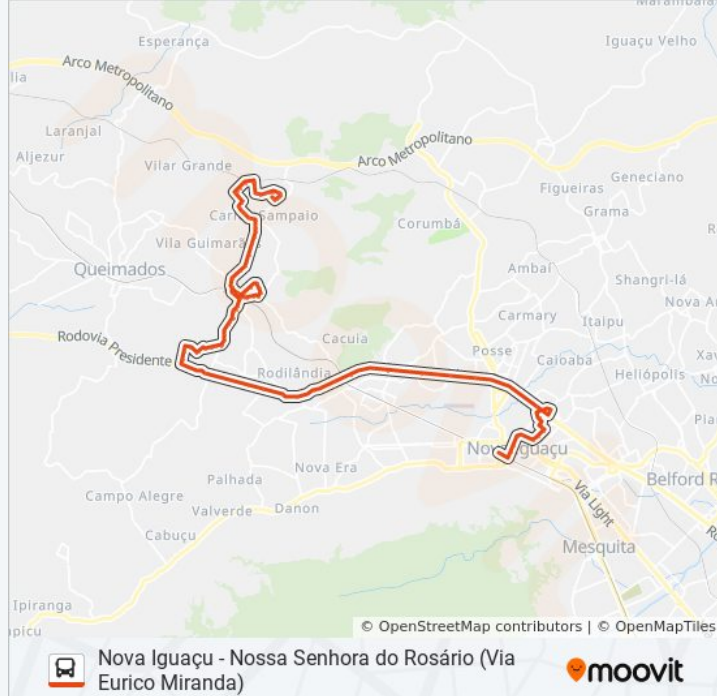 Marambaia
Esperança
Iguaçu Velho
Arco Metropolitano
Laranjal
Arco Metropolitano
Aljezur
Vilar Grande
Geneciano
Figueiras
Grama
Corumbá
Vila Guimarães
Queimados
Ambaí
Shangri-lá
Nova Au
Carmary
Itaipu
Rodovia Presidente
Cacuia
Posse
Caioaba
Heliópolis
Rodilândia
Nova Iguaçu
Nova Era
Belford R
Palhada
Campo Alegre
Valverde
Danon
Via Light
Cabuçu
Mesquita
Ipiranga
© OpenStreetMap contributors | © OpenMapTiles
Nova Iguaçu - Nossa Senhora do Rosário (Via
Eurico Miranda)
moovit